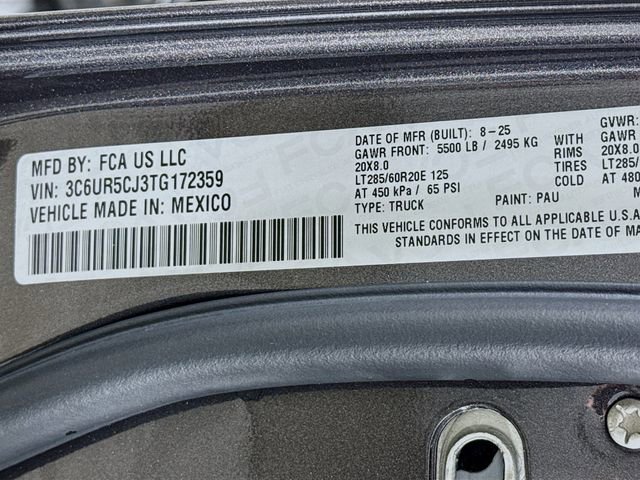 MFD BY: FCA US LLC
VIN: 3C6UR5CJ3TG172359
VEHICLE MADE IN: MEXICO
DATE OF MFR (BUILT): 8-25
GAWR FRONT: 5500 LB / 2495 KG
20X8.0
LT285/60R20E 125
AT 450 kPa / 65 PSI
TYPE: TRUCK PAINT: PAU
THIS VEHICLE CONFORMS TO ALL APPLICABLE U.S.A
STANDARDS IN EFFECT ON THE DATE OF MA
WITH
RIMS
TIRES
GVWR:
GAWR
20X8.0
LT285/
AT 480
M